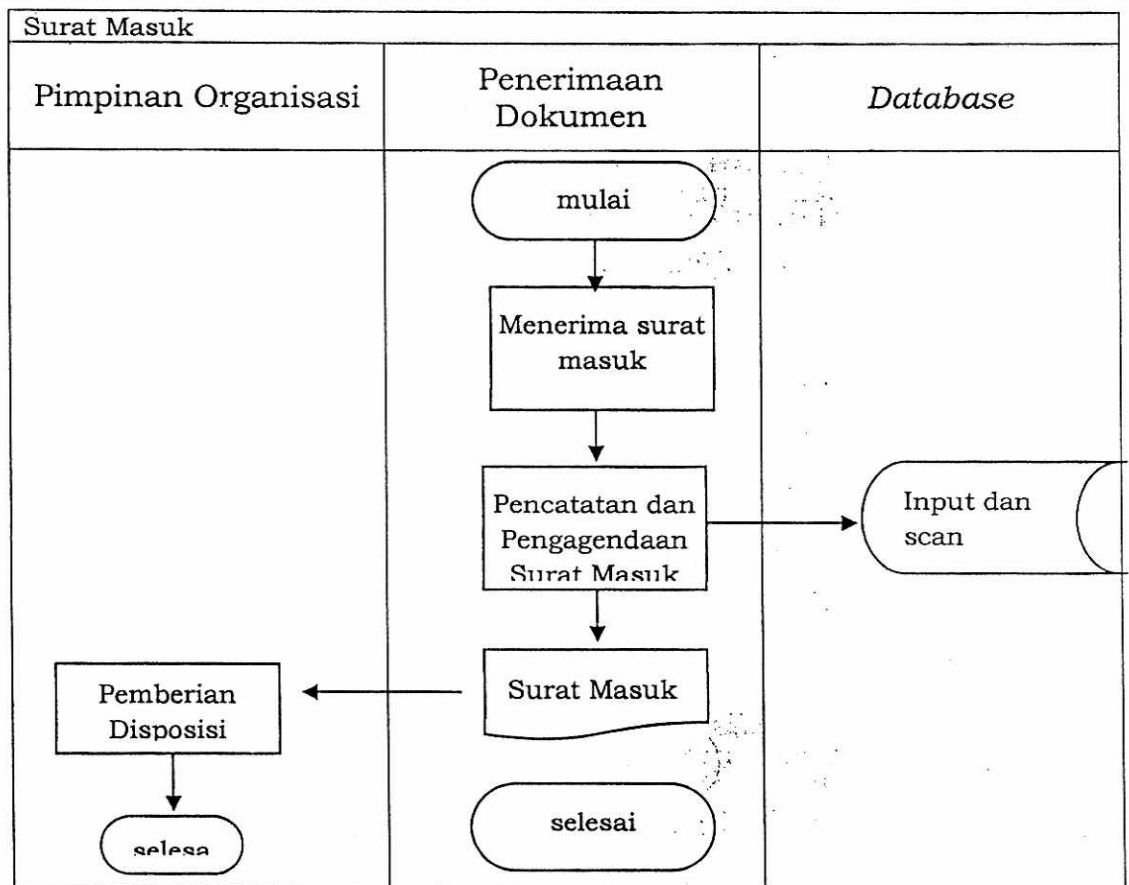 Surat Masuk
Pimpinan Organisasi
Penerimaan
Dokumen
Database
mulai
Menerima surat
masuk
Pencatatan dan
Pengagendaan
Surat Masuk
Input dan
scan
Surat Masuk
Pemberian
Disposisi
selesai
selesa